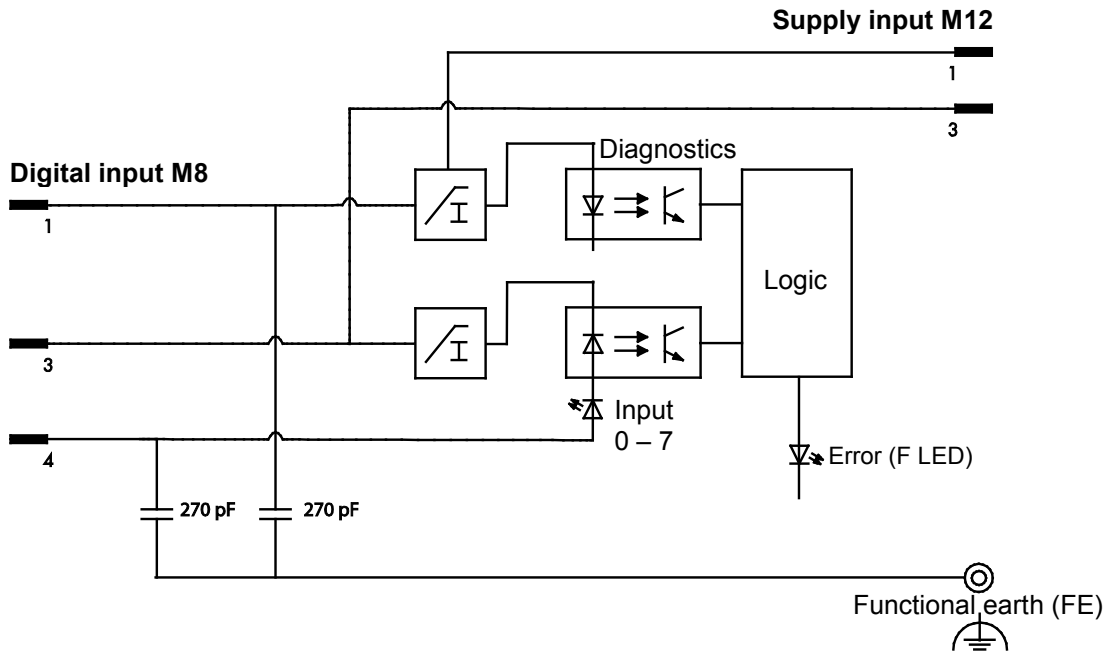 Supply input M12
1
3
Digital input M8
Diagnostics
1
I
Logic
3
I
Input
0 – 7
4
Error (F LED)
270 pF
270 pF
Functional earth (FE)